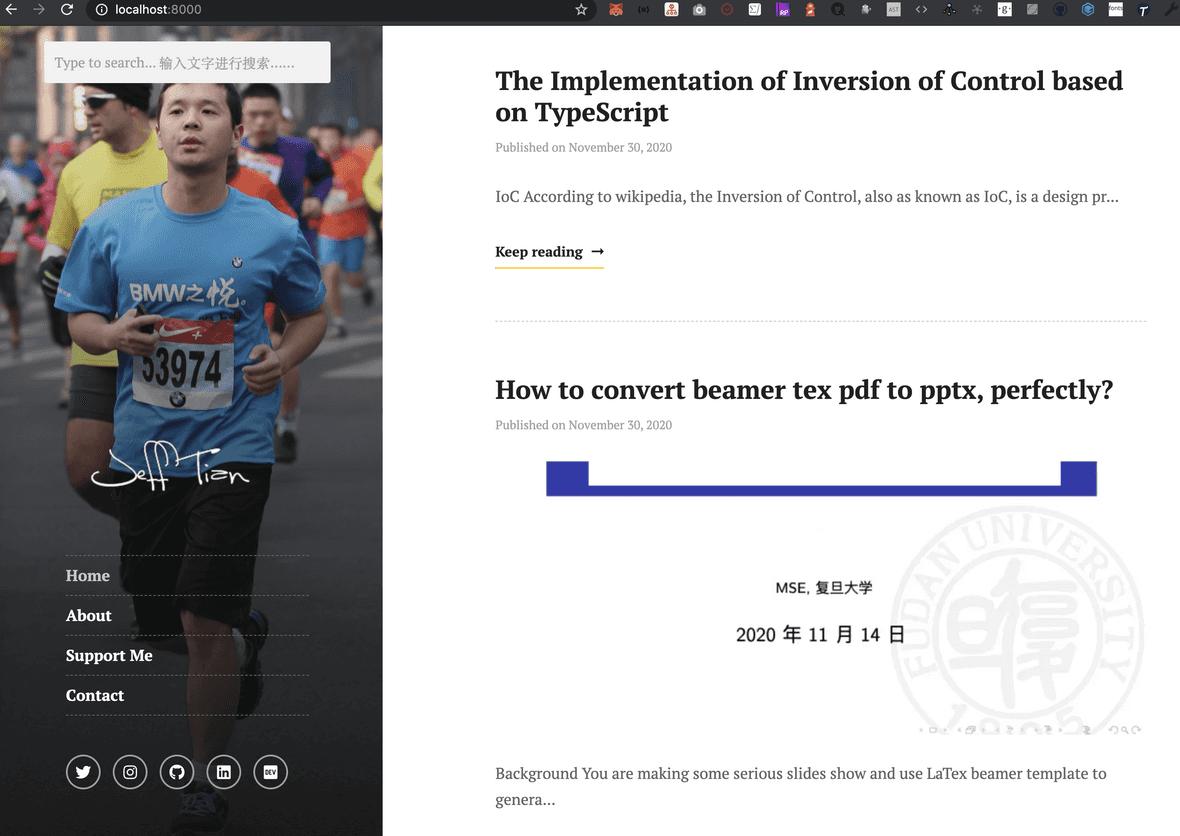 localhost:8000
Type to search... 输入文字进行搜索……
BMW之悦。
53974
Jeff Tian
Home
About
Support Me
Contact
DEV
The Implementation of Inversion of Control based
on TypeScript
Published on November 30, 2020
IoC According to wikipedia, the Inversion of Control, also as known as IoC, is a design pr...
Keep reading →
How to convert beamer tex pdf to pptx, perfectly?
Published on November 30, 2020
MSE, 复旦大学
2020 年 11 月 14 日
FUDAN UNIVERSITY
1905
Background You are making some serious slides show and use LaTex beamer template to
genera...